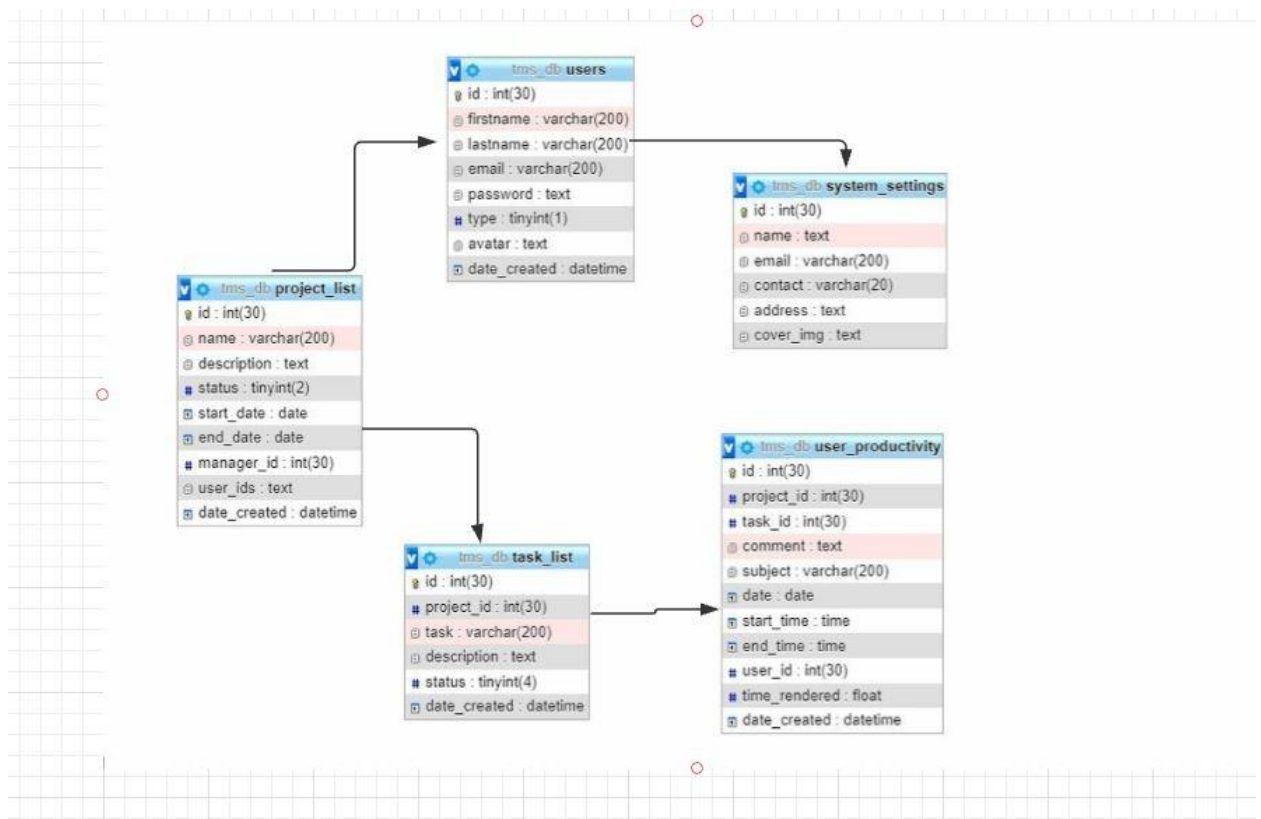 tms_db users
id : int(30)
firstname : varchar(200)
lastname : varchar(200)
email : varchar(200)
password : text
type : tinyint(1)
avatar : text
date_created : datetime
tms_db system_settings
id : int(30)
name : text
email : varchar(200)
contact : varchar(20)
address : text
cover_img : text
tms_db project_list
id : int(30)
name : varchar(200)
description : text
status : tinyint(2)
start_date : date
end_date : date
manager_id : int(30)
user_ids : text
date_created : datetime
tms_db task_list
id : int(30)
project_id : int(30)
task : varchar(200)
description : text
status : tinyint(4)
date_created : datetime
tms_db user_productivity
id : int(30)
project_id : int(30)
task_id : int(30)
comment : text
subject : varchar(200)
date : date
start_time : time
end_time : time
user_id : int(30)
time_rendered : float
date_created : datetime